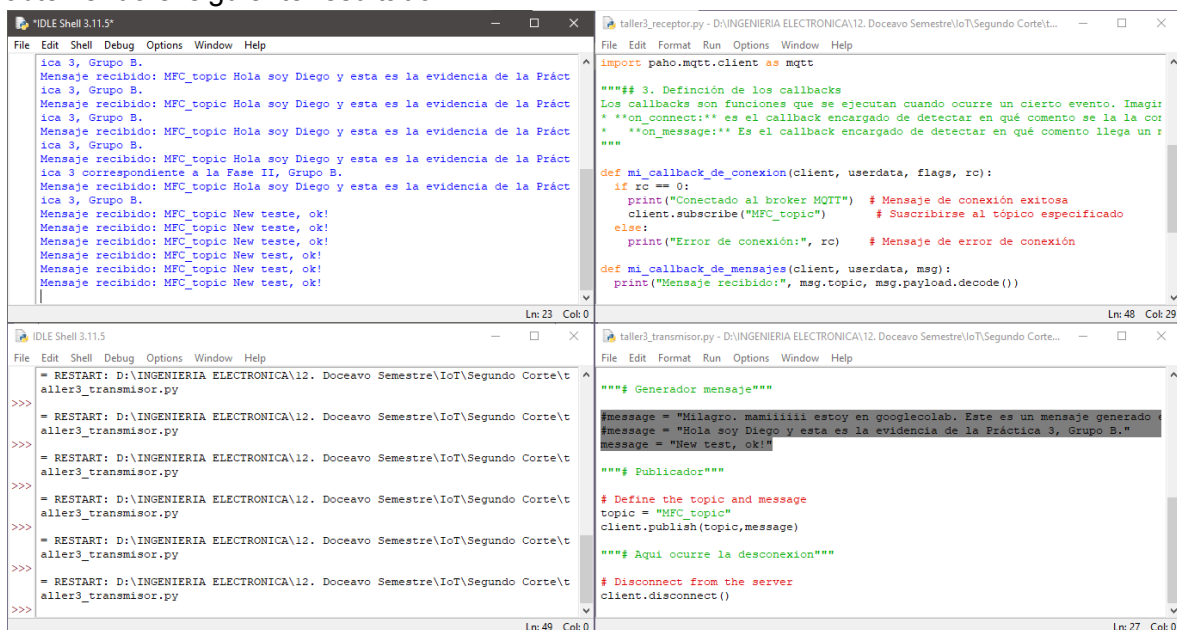 *IDLE Shell 3.11.5*
File Edit Shell Debug Options Window Help
ica 3, Grupo B.
Mensaje recibido: MFC_topic Hola soy Diego y esta es la evidencia de la Práct
ica 3, Grupo B.
Mensaje recibido: MFC_topic Hola soy Diego y esta es la evidencia de la Práct
ica 3, Grupo B.
Mensaje recibido: MFC_topic Hola soy Diego y esta es la evidencia de la Práct
ica 3, Grupo B.
Mensaje recibido: MFC_topic Hola soy Diego y esta es la evidencia de la Práct
ica 3 correspondiente a la Fase II, Grupo B.
Mensaje recibido: MFC_topic Hola soy Diego y esta es la evidencia de la Práct
ica 3, Grupo B.
Mensaje recibido: MFC_topic New teste, ok!
Mensaje recibido: MFC_topic New teste, ok!
Mensaje recibido: MFC_topic New teste, ok!
Mensaje recibido: MFC_topic New test, ok!
Mensaje recibido: MFC_topic New test, ok!
Mensaje recibido: MFC_topic New test, ok!
Ln: 23 Col: 0
taller3_receptor.py - D:\INGENIERIA ELECTRONICA\12. Doceavo Semestre\IoT\Segundo Corte\t...
File Edit Format Run Options Window Help
import paho.mqtt.client as mqtt
"""## 3. Definción de los callbacks
Los callbacks son funciones que se ejecutan cuando ocurre un cierto evento. Imagin
* **on_connect:** es el callback encargado de detectar en qué comento se la la con
* **on_message:** Es el callback encargado de detectar en qué comento llega un m
"""
def mi_callback_de_conexion(client, userdata, flags, rc):
if rc == 0:
print("Conectado al broker MQTT") # Mensaje de conexión exitosa
client.subscribe("MFC_topic") # Suscribirse al tópico especificado
else:
print("Error de conexión:", rc) # Mensaje de error de conexión
def mi_callback_de_mensajes(client, userdata, msg):
print("Mensaje recibido:", msg.topic, msg.payload.decode())
Ln: 48 Col: 29
IDLE Shell 3.11.5
File Edit Shell Debug Options Window Help
= RESTART: D:\INGENIERIA ELECTRONICA\12. Doceavo Semestre\IoT\Segundo Corte\t
aller3_transmisor.py
>>>
= RESTART: D:\INGENIERIA ELECTRONICA\12. Doceavo Semestre\IoT\Segundo Corte\t
aller3_transmisor.py
>>>
= RESTART: D:\INGENIERIA ELECTRONICA\12. Doceavo Semestre\IoT\Segundo Corte\t
aller3_transmisor.py
>>>
= RESTART: D:\INGENIERIA ELECTRONICA\12. Doceavo Semestre\IoT\Segundo Corte\t
aller3_transmisor.py
>>>
= RESTART: D:\INGENIERIA ELECTRONICA\12. Doceavo Semestre\IoT\Segundo Corte\t
aller3_transmisor.py
>>>
= RESTART: D:\INGENIERIA ELECTRONICA\12. Doceavo Semestre\IoT\Segundo Corte\t
aller3_transmisor.py
>>>
Ln: 49 Col: 0
taller3_transmisor.py - D:\INGENIERIA ELECTRONICA\12. Doceavo Semestre\IoT\Segundo Corte...
File Edit Format Run Options Window Help
"""# Generador mensaje"""
#message = "Milagro. mamiiiiii estoy en googlecolab. Este es un mensaje generado e
#message = "Hola soy Diego y esta es la evidencia de la Práctica 3, Grupo B."
message = "New test, ok!"
"""# Publicador"""
# Define the topic and message
topic = "MFC_topic"
client.publish(topic,message)
"""# Aqui ocurre la desconexion"""
# Disconnect from the server
client.disconnect()
Ln: 27 Col: 0